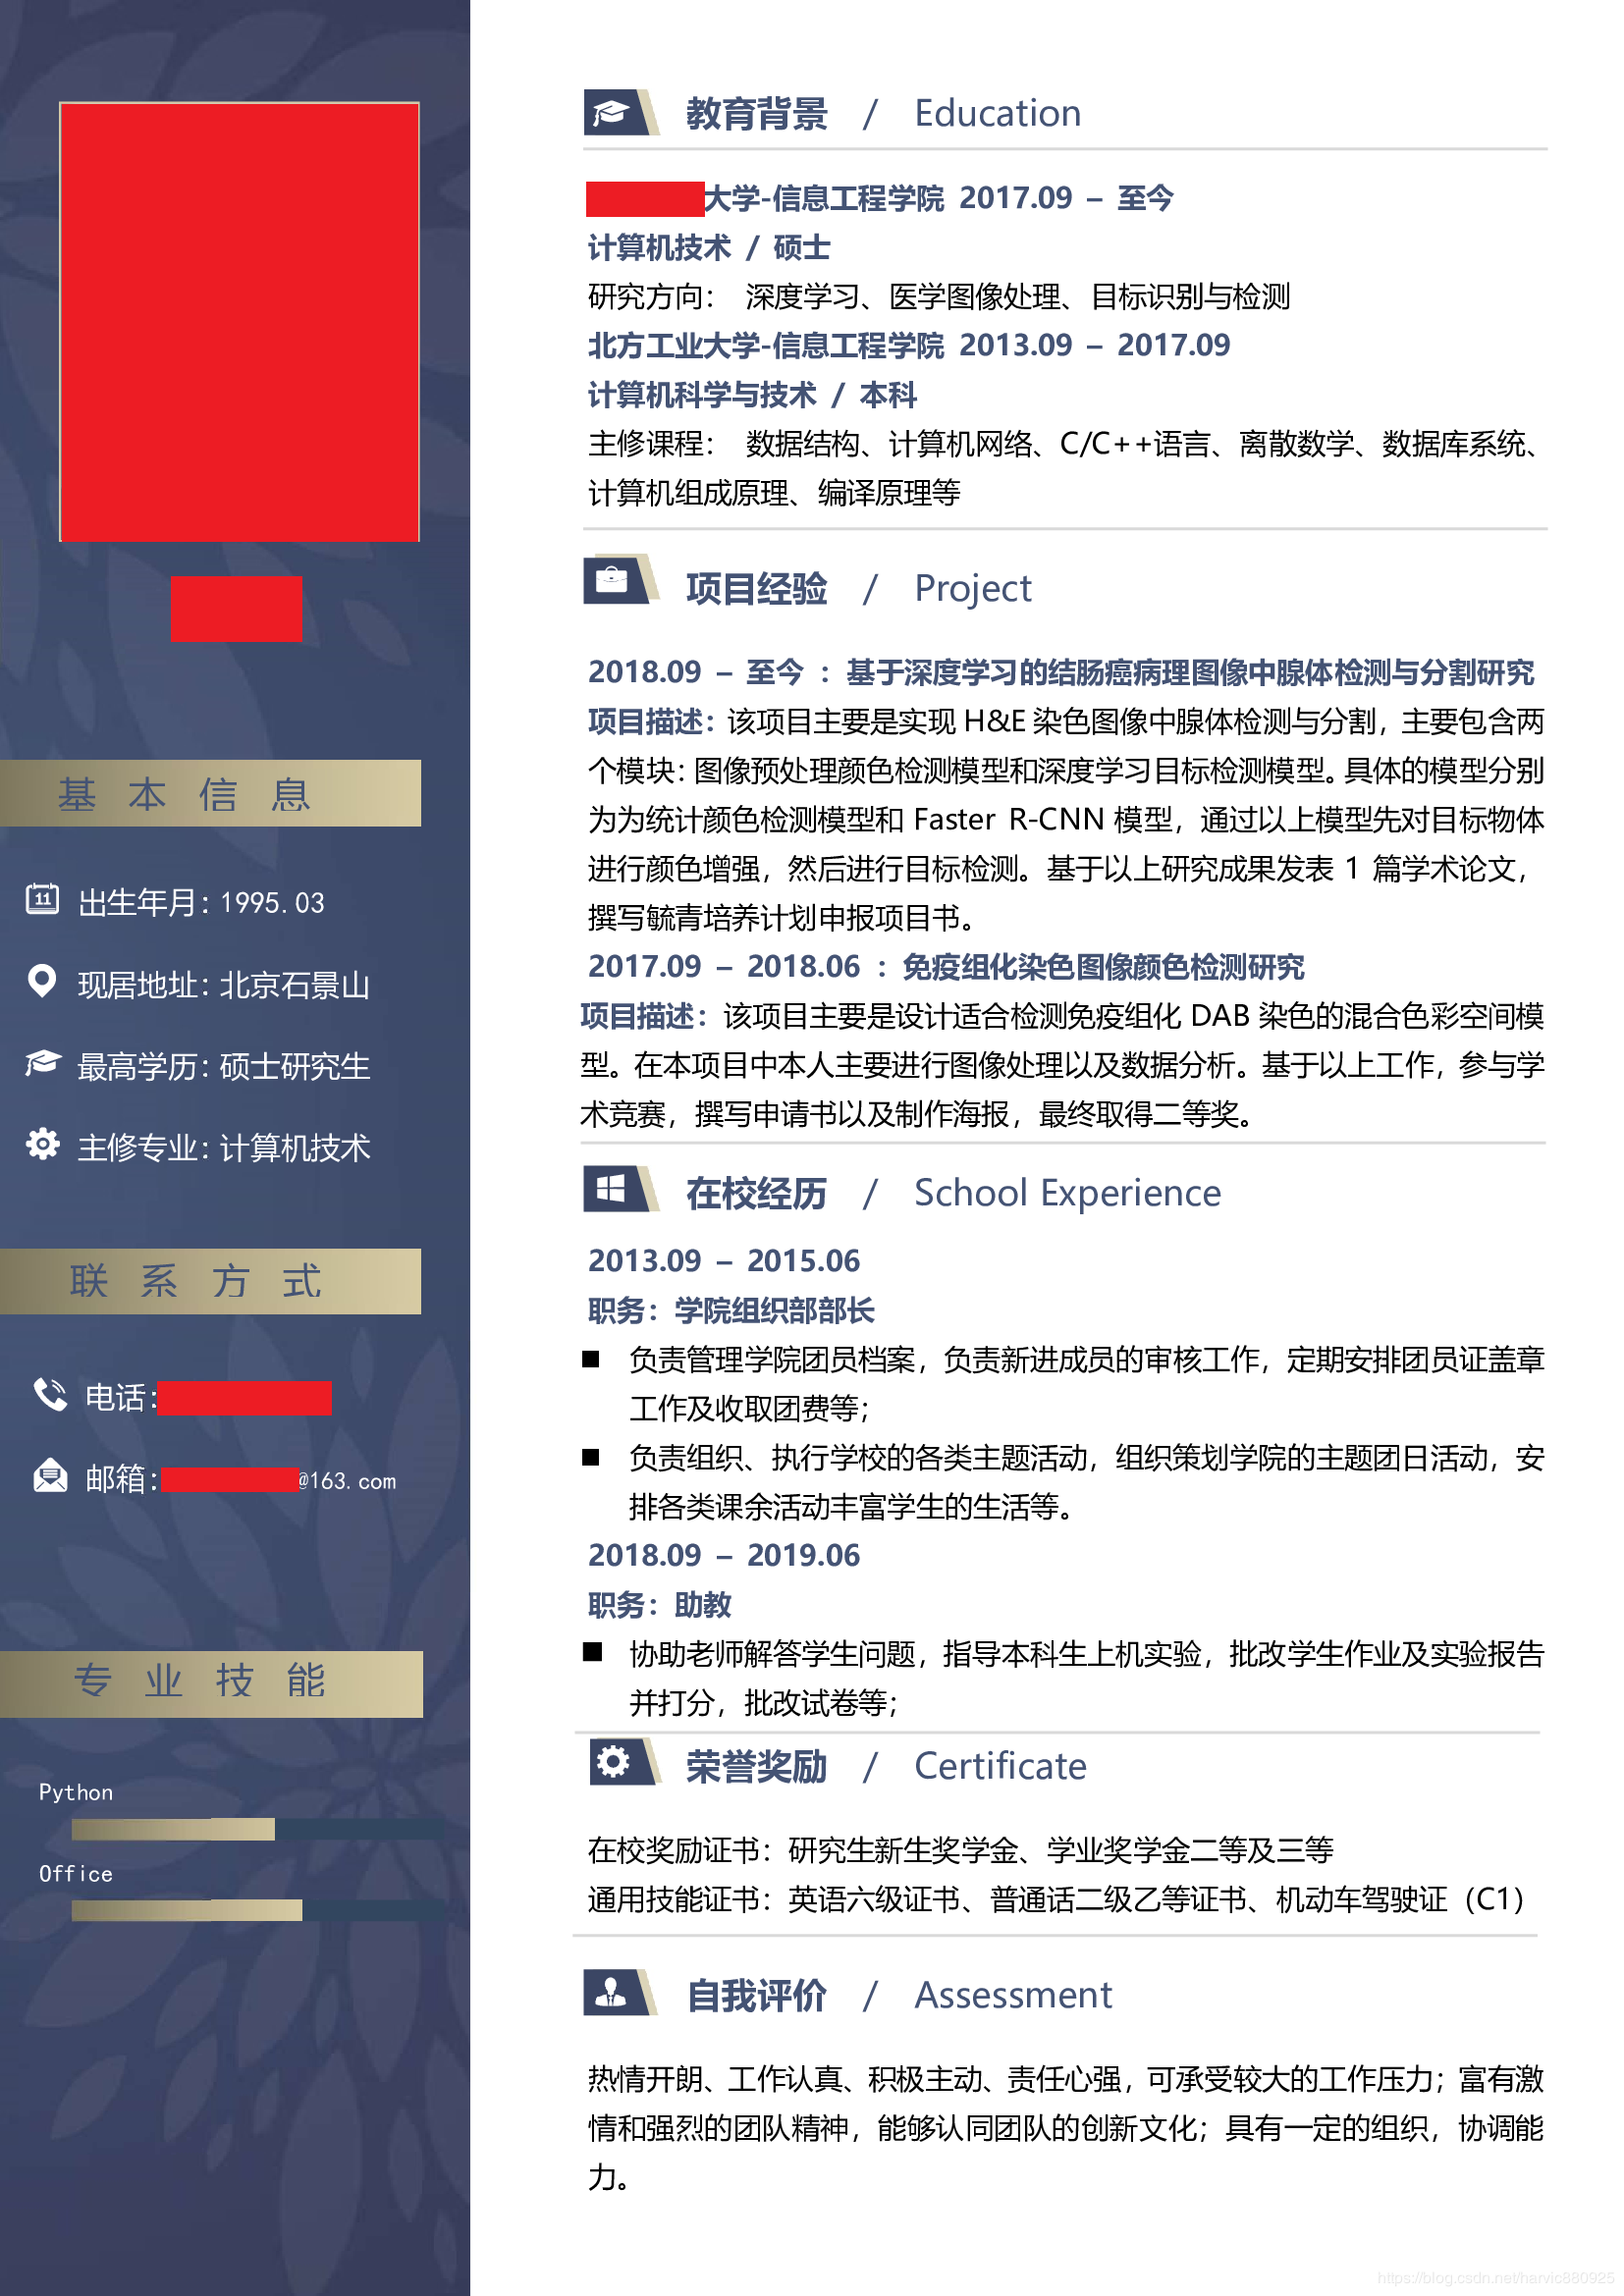 基 本 信 息
11
出生年月：1995.03
现居地址：北京石景山
最高学历：硕士研究生
主修专业：计算机技术
联 系 方 式
电话：
邮箱： @163.com
专 业 技 能
Python
Office
教育背景 / Education
大学-信息工程学院 2017.09 – 至今
计算机技术 / 硕士
研究方向： 深度学习、医学图像处理、目标识别与检测
北方工业大学-信息工程学院 2013.09 – 2017.09
计算机科学与技术 / 本科
主修课程： 数据结构、计算机网络、C/C++语言、离散数学、数据库系统、
计算机组成原理、编译原理等
项目经验 / Project
2018.09 – 至今 ：基于深度学习的结肠癌病理图像中腺体检测与分割研究
项目描述：该项目主要是实现 H&E 染色图像中腺体检测与分割，主要包含两
个模块：图像预处理颜色检测模型和深度学习目标检测模型。具体的模型分别
为为统计颜色检测模型和 Faster R-CNN 模型，通过以上模型先对目标物体
进行颜色增强，然后进行目标检测。基于以上研究成果发表 1 篇学术论文，
撰写毓青培养计划申报项目书。
2017.09 – 2018.06 ：免疫组化染色图像颜色检测研究
项目描述：该项目主要是设计适合检测免疫组化 DAB 染色的混合色彩空间模
型。在本项目中本人主要进行图像处理以及数据分析。基于以上工作，参与学
术竞赛，撰写申请书以及制作海报，最终取得二等奖。
在校经历 / School Experience
2013.09 – 2015.06
职务：学院组织部部长
■ 负责管理学院团员档案，负责新进成员的审核工作，定期安排团员证盖章
工作及收取团费等；
■ 负责组织、执行学校的各类主题活动，组织策划学院的主题团日活动，安
排各类课余活动丰富学生的生活等。
2018.09 – 2019.06
职务：助教
■ 协助老师解答学生问题，指导本科生上机实验，批改学生作业及实验报告
并打分，批改试卷等；
荣誉奖励 / Certificate
在校奖励证书：研究生新生奖学金、学业奖学金二等及三等
通用技能证书：英语六级证书、普通话二级乙等证书、机动车驾驶证（C1）
自我评价 / Assessment
热情开朗、工作认真、积极主动、责任心强，可承受较大的工作压力；富有激
情和强烈的团队精神，能够认同团队的创新文化；具有一定的组织，协调能
力。
https://blog.csdn.net/harvic880925